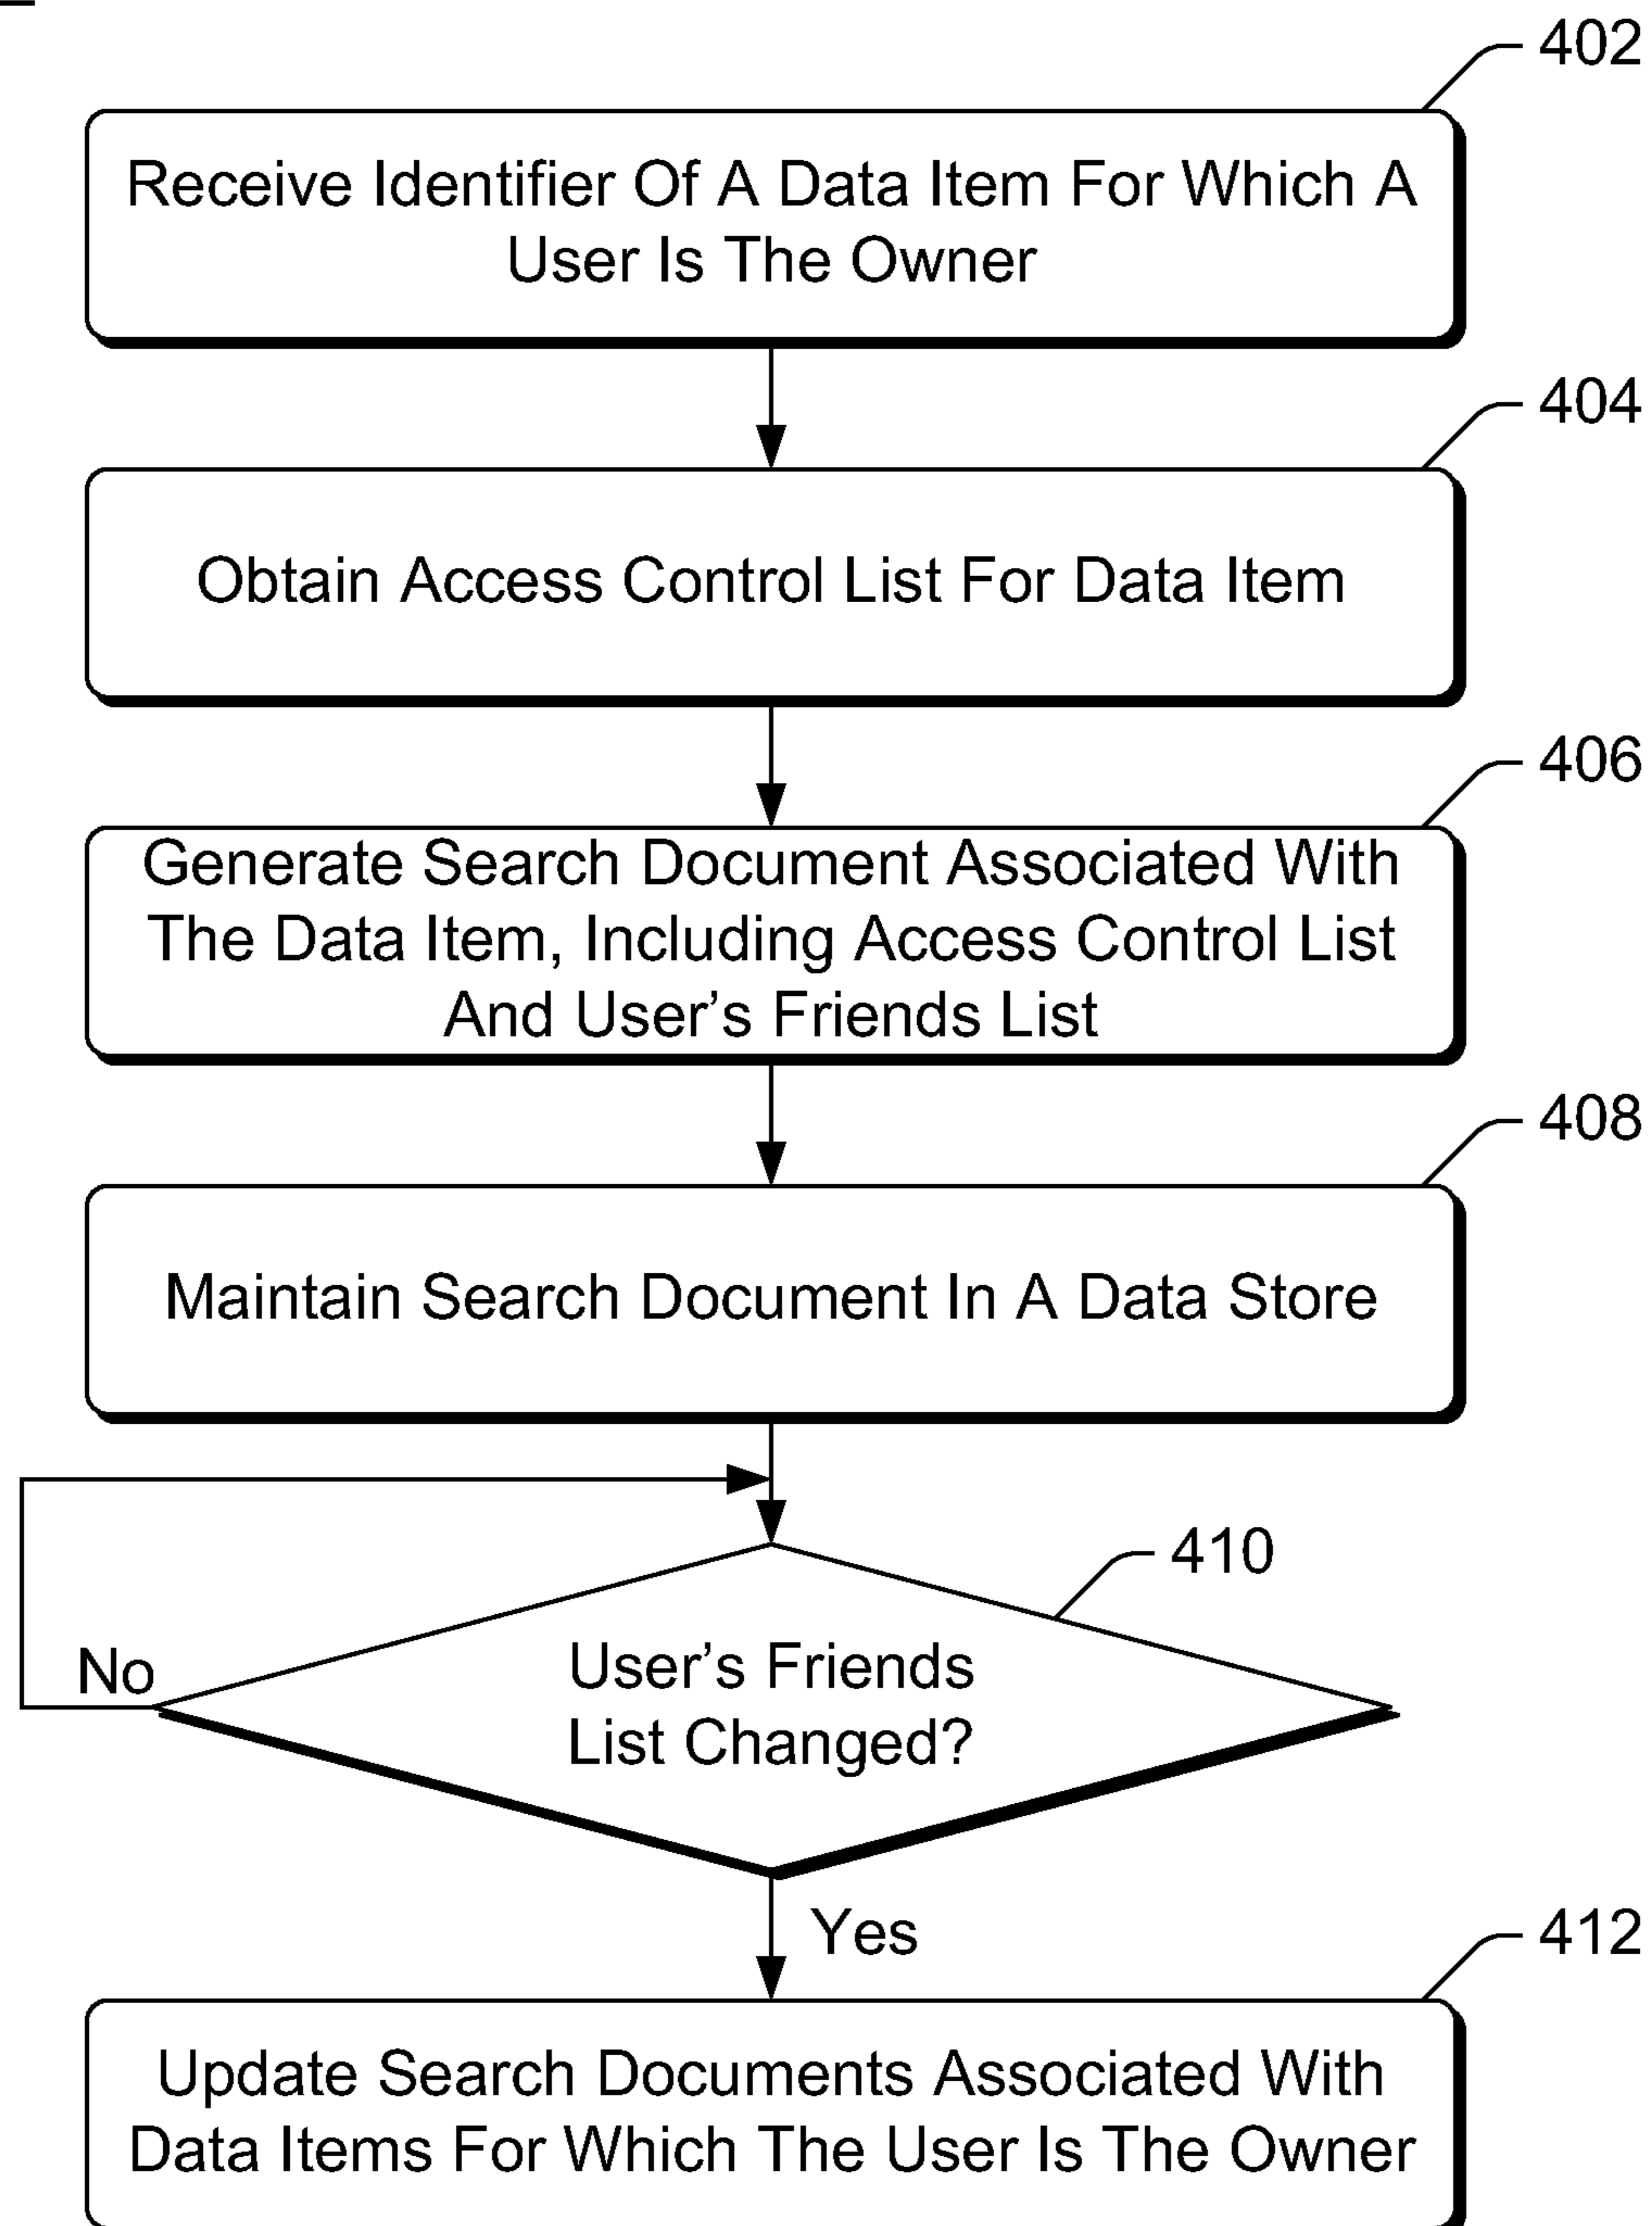 402
Receive Identifier Of A Data Item For Which A
User Is The Owner
404
Obtain Access Control List For Data Item
406
Generate Search Document Associated With
The Data Item, Including Access Control List
And User’s Friends List
408
Maintain Search Document In A Data Store
410
User’s Friends
List Changed?
No
Yes
412
Update Search Documents Associated With
Data Items For Which The User Is The Owner